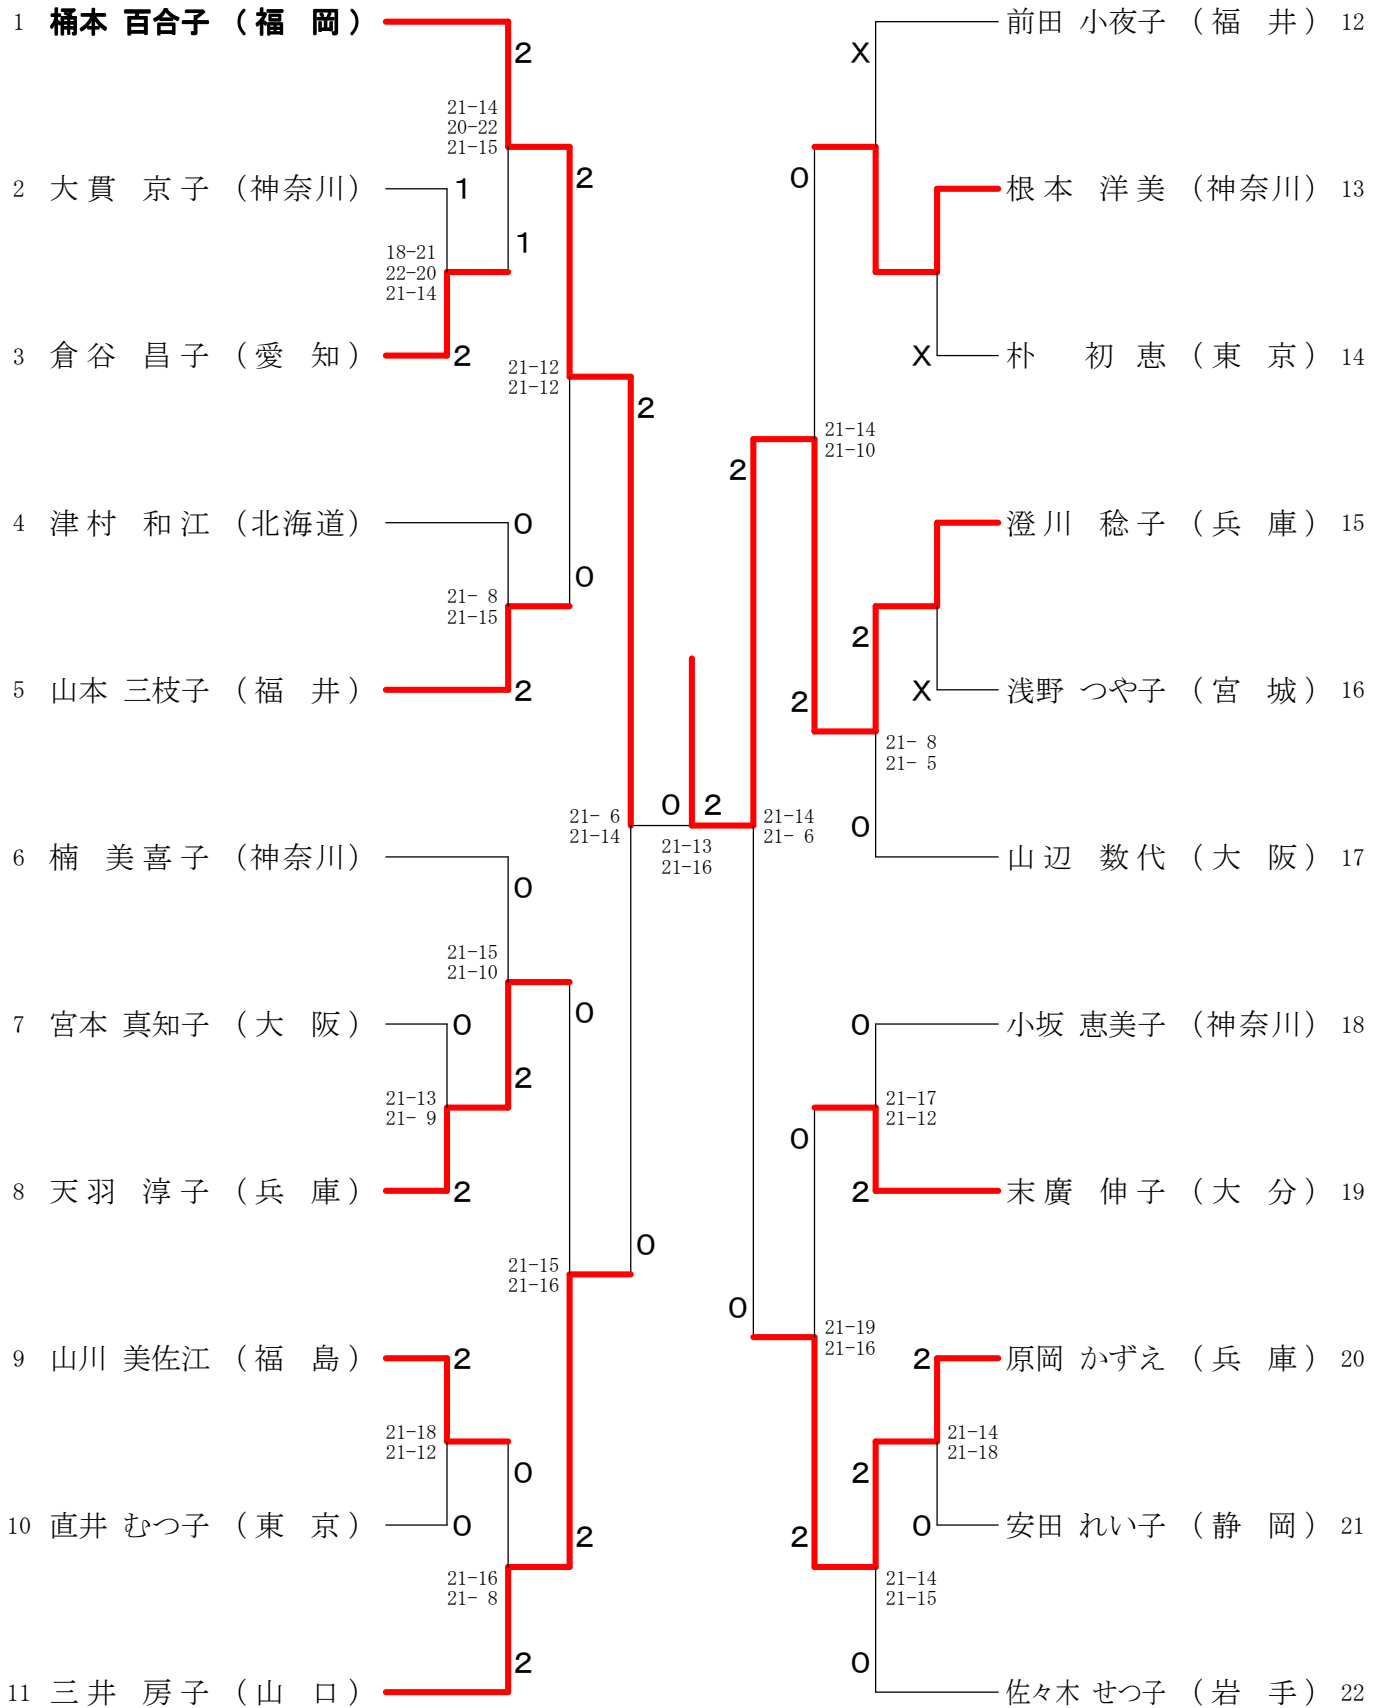 1 桶本 百合子 (福 岡)
2
21-14
20-22
21-15
2 大貫 京子 (神奈川)
1
2
18-21
22-20
21-14
1
3 倉谷 昌子 (愛 知)
2
21-12
21-12
2
4 津村 和江 (北海道)
0
0
21- 8
21-15
5 山本 三枝子 (福 井)
2
21- 6
21-14
0 2
21-13
21-16
6 楠 美喜子 (神奈川)
0
21-15
21-10
7 宮本 真知子 (大 阪)
0
0
2
21-13
21- 9
8 天羽 淳子 (兵 庫)
2
0
21-15
21-16
9 山川 美佐江 (福 島)
2
21-18
21-12
0
10 直井 むつ子 (東 京)
0
2
21-16
21- 8
2
11 三井 房子 (山 口)
前田 小夜子 (福 井) 12
X
0
根本 洋美 (神奈川) 13
X
朴 初恵 (東 京) 14
21-14
21-10
2
澄川 稔子 (兵 庫) 15
2
X
浅野 つや子 (宮 城) 16
2
21- 8
21- 5
21-14
21- 6
0
山辺 数代 (大 阪) 17
0
小坂 恵美子 (神奈川) 18
21-17
21-12
0
2
末廣 伸子 (大 分) 19
0
21-19
21-16
2
原岡 かずえ (兵 庫) 20
21-14
21-18
2
0
安田 れい子 (静 岡) 21
2
21-14
21-15
0
佐々木 せつ子 (岩 手) 22